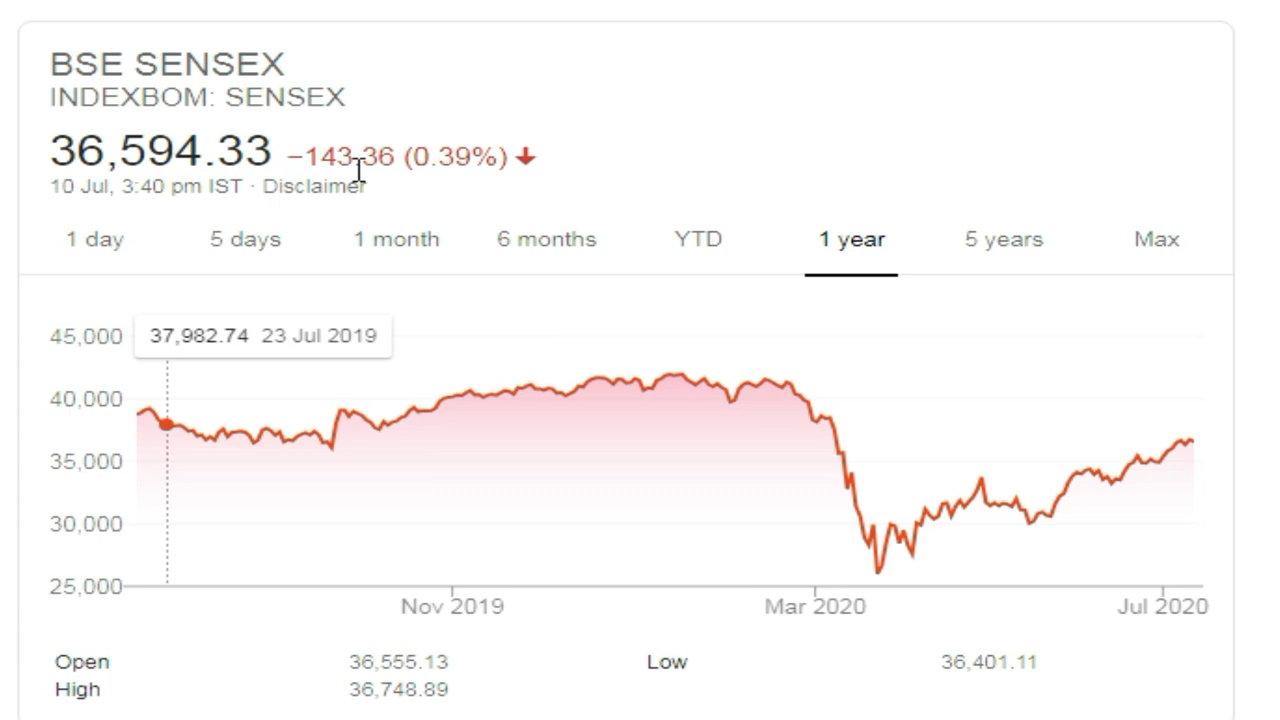 BSE SENSEX
INDEXBOM: SENSEX
36,594.33 −143.36 (0.39%)
10 Jul, 3:40 pm IST · Disclaimer
1 day 5 days 1 month 6 months YTD 1 year 5 years Max
37,982.74 23 Jul 2019
45,000
40,000
35,000
30,000
25,000
Nov 2019 Mar 2020 Jul 2020
Open 36,555.13 Low 36,401.11
High 36,748.89